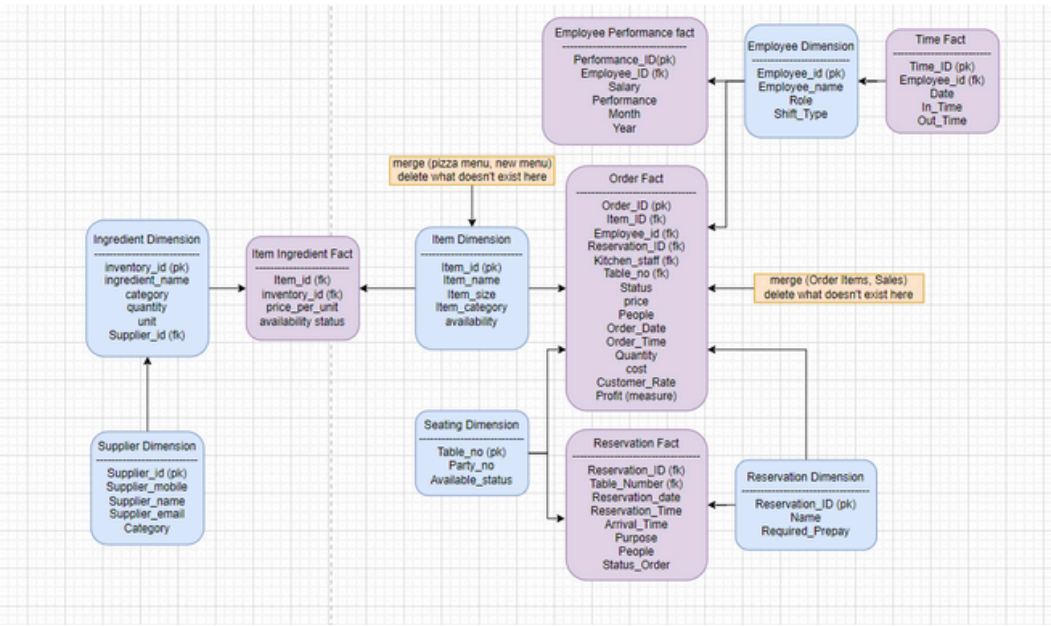 Employee Performance fact
Performance_ID(pk)
Employee_ID (fk)
Salary
Performance
Month
Year
Employee Dimension
Employee_id (pk)
Employee_name
Role
Shift_Type
Time Fact
Time_ID (pk)
Employee_id (fk)
Date
In_Time
Out_Time
merge (pizza menu, new menu)
delete what doesn't exist here
Order Fact
Order_ID (pk)
Item_ID (fk)
Employee_id (fk)
Reservation_ID (fk)
Kitchen_staff (fk)
Table_no (fk)
Status
price
People
Order_Date
Order_Time
Quantity
cost
Customer_Rate
Profit (measure)
Ingredient Dimension
inventory_id (pk)
ingredient_name
category
quantity
unit
Supplier_id (fk)
Item Ingredient Fact
Item_id (fk)
inventory_id (fk)
price_per_unit
availability status
Item Dimension
Item_id (pk)
Item_name
Item_size
Item_category
availability
merge (Order Items, Sales)
delete what doesn't exist here
Supplier Dimension
Supplier_id (pk)
Supplier_mobile
Supplier_name
Supplier_email
Category
Seating Dimension
Table_no (pk)
Party_no
Available_status
Reservation Fact
Reservation_ID (fk)
Table_Number (fk)
Reservation_date
Reservation_Time
Arrival_Time
Purpose
People
Status_Order
Reservation Dimension
Reservation_ID (pk)
Name
Required_Prepay